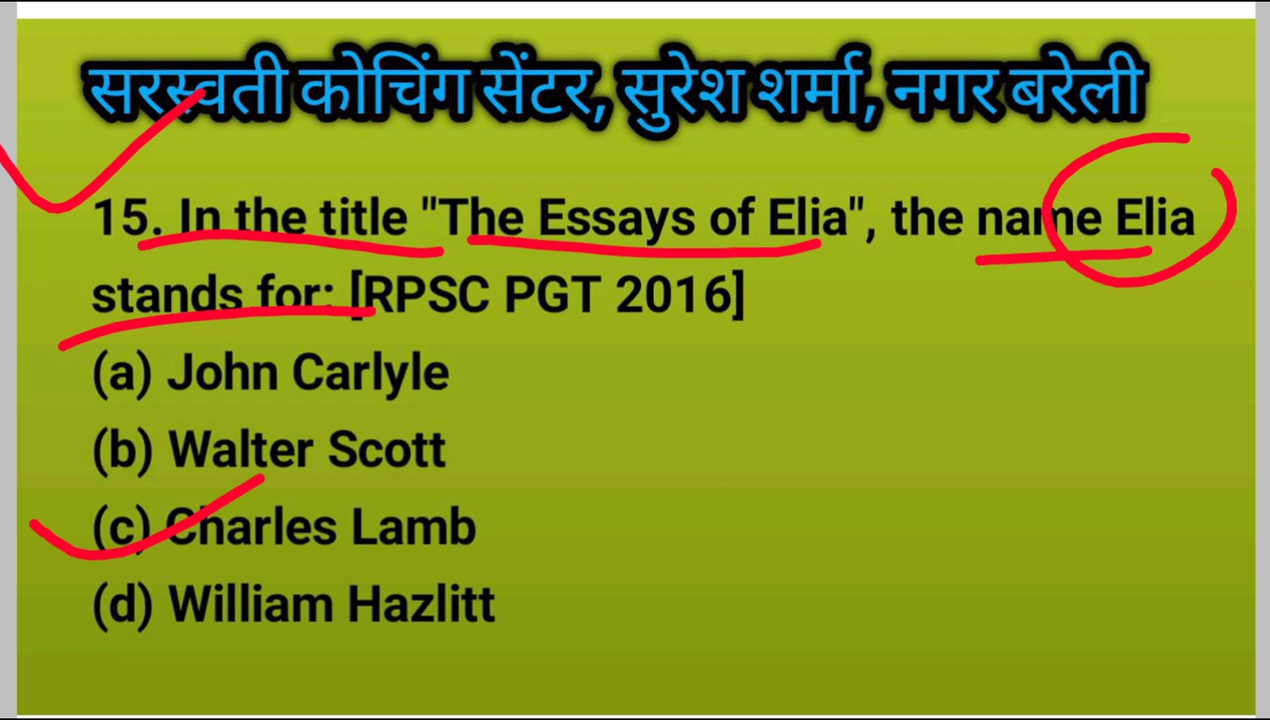 सरस्वती कोचिंग सेंटर, सुरेश शर्मा, नगर बरेली
15. In the title "The Essays of Elia", the name Elia
stands for: [RPSC PGT 2016]
(a) John Carlyle
(b) Walter Scott
(c) Charles Lamb
(d) William Hazlitt